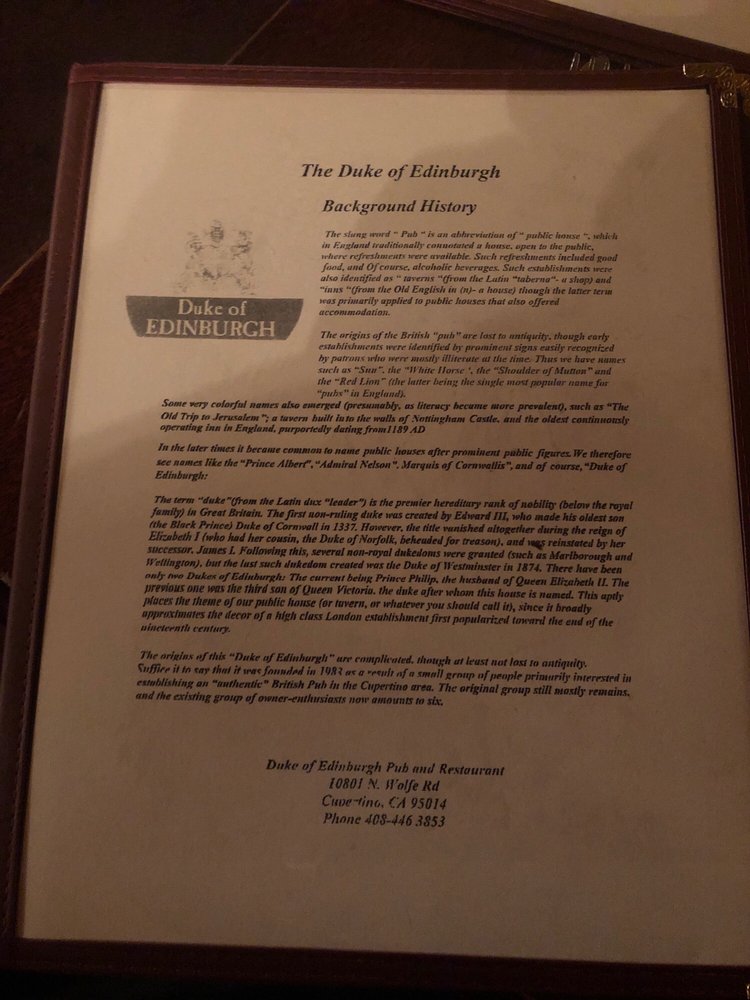 The Duke of Edinburgh
Background History
Duke of
EDINBURGH
The slang word " Pub " is an abbreviation of " public house ", which
in England traditionally connotated a house, open to the public,
where refreshments were available. Such refreshments included good
food, and Of course, alcoholic beverages. Such establishments were
also identified as " taverns "(from the Latin "taberna"- a shop) and
"inns "(from the Old English in (n)- a house) though the latter term
was primarily applied to public houses that also offered
accommodation.
The origins of the British "pub" are lost to antiquity, though early
establishments were identified by prominent signs easily recognized
by patrons who were mostly illiterate at the time. Thus we have names
such as "Sun", the "White Horse ', the "Shoulder of Mutton" and
the "Red Lion" (the latter being the single most popular name for
"pubs" in England).
Some very colorful names also emerged (presumably, as literacy became more prevalent), such as "The
Old Trip to Jerusalem"; a tavern built into the walls of Nottingham Castle, and the oldest continuously
operating inn in England, purportedly dating from1189 AD
In the later times it became common to name public houses after prominent public figures. We therefore
see names like the "Prince Albert", "Admiral Nelson", Marquis of Cornwallis", and of course, "Duke of
Edinburgh:
The term "duke"(from the Latin dux "leader") is the premier hereditary rank of nobility (below the royal
family) in Great Britain. The first non-ruling duke was created by Edward III, who made his oldest son
(the Black Prince) Duke of Cornwall in 1337. However, the title vanished altogether during the reign of
Elizabeth I (who had her cousin, the Duke of Norfolk, beheaded for treason), and was reinstated by her
successor, James I. Following this, several non-royal dukedoms were granted (such as Marlborough and
Wellington), but the last such dukedom created was the Duke of Westminster in 1874. There have been
only two Dukes of Edinburgh: The current being Prince Philip, the husband of Queen Elizabeth II. The
previous one was the third son of Queen Victoria, the duke after whom this house is named. This aptly
places the theme of our public house (or tavern, or whatever you should call it), since it broadly
approximates the decor of a high class London establishment first popularized toward the end of the
nineteenth century.
The origins of this "Duke of Edinburgh" are complicated, though at least not lost to antiquity.
Suffice it to say that it was founded in 1983 as a result of a small group of people primarily interested in
establishing an "authentic" British Pub in the Cupertino area. The original group still mostly remains,
and the existing group of owner-enthusiasts now amounts to six.
Duke of Edinburgh Pub and Restaurant
10801 N. Wolfe Rd
Cupertino, CA 95014
Phone 408-446 3853